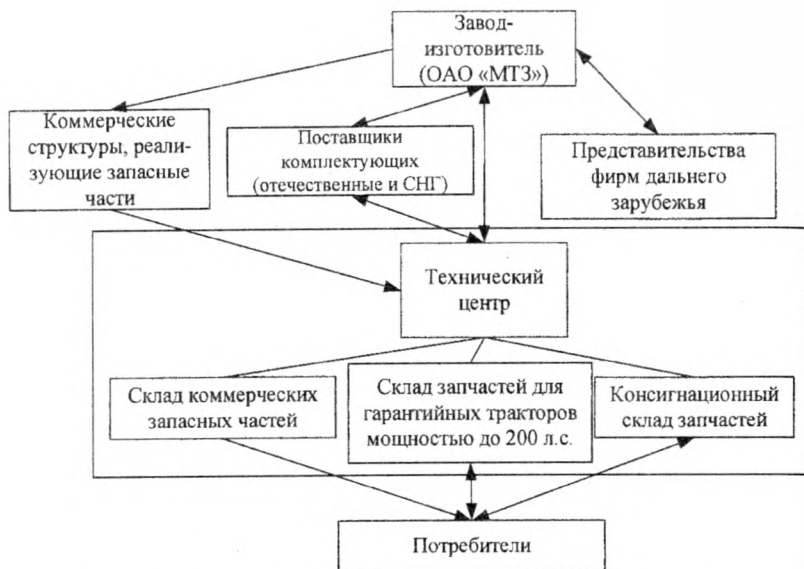 Завод-
изготовитель
(ОАО «МТЗ»)
Коммерческие
структуры, реали-
зующие запасные
части
Поставщики
комплектующих
(отечественные и СНГ)
Представительства
фирм дальнего
зарубежья
Технический
центр
Склад коммерческих
запасных частей
Склад запчастей для
гарантийных тракторов
мощностью до 200 л.с.
Консигнационный
склад запчастей
Потребители